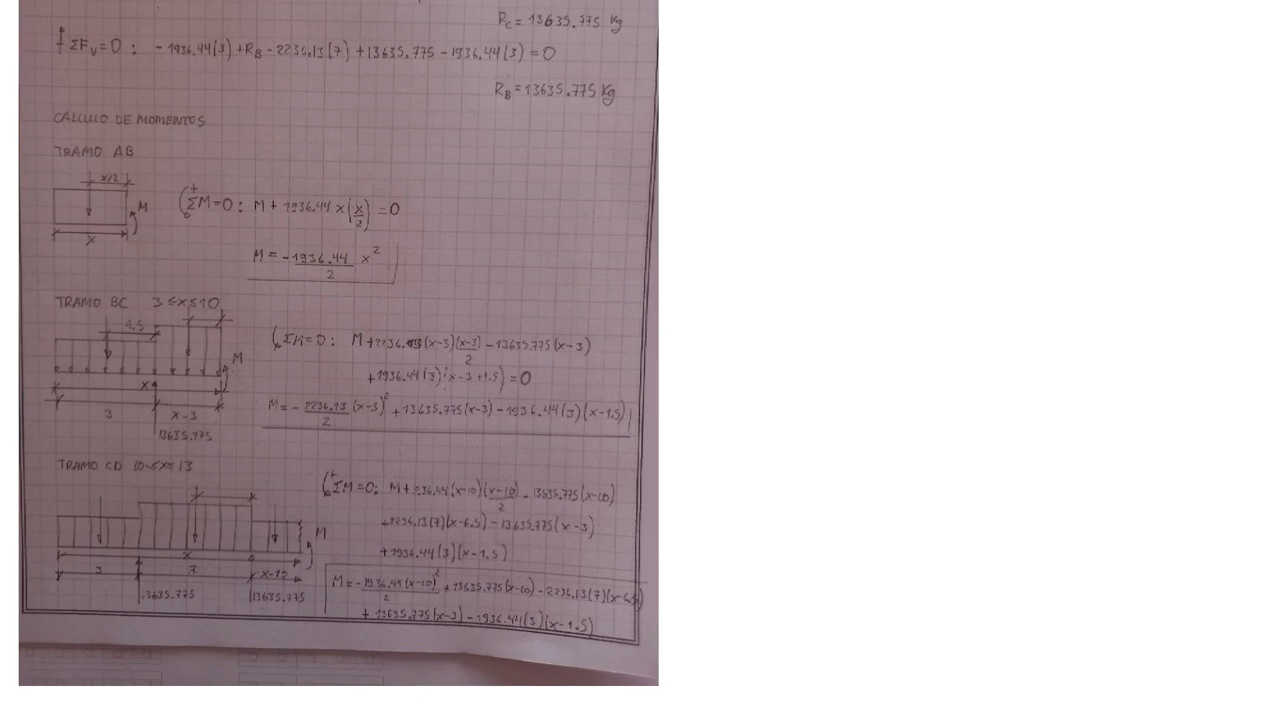 Rc = 13635.775 Kg
+ ΣFv=0 : -1936.44(3) +RB - 2236.13(7) +13635.775 -1936.44(3) = 0
RB = 13635.775 Kg
CALCULO DE MOMENTOS
TRAMO AB
x/2
M
x
+ ΣM=0 : M + 1936.44 x (x/2) = 0
M = -1936.44/2 x²
TRAMO BC 3 ≤x≤10
1.5
M
x
3
x-3
13635.775
ΣM=0 : M+2236.13(x-3)(x-3)/2 -13635.775(x-3)
+1936.44(3)(x-3+1.5) = 0
M = - 2236.13/2 (x-3)² +13635.775(x-3) -1936.44(3)(x-1.5)
TRAMO CD 10≤x≤13
M
x
3
7
x-10
13635.775
13635.775
+ ΣM=0: M+1936.44(x-10)(x-10)/2 - 13635.775(x-10)
+2236.13(7)(x-6.5) -13635.775(x-3)
+1936.44(3)(x-1.5)
M = -1936.44(x-10)²/2 +13635.775(x-10) -2236.13(7)(x-6.5)
+ 13635.775(x-3) -1936.44(3)(x-1.5)